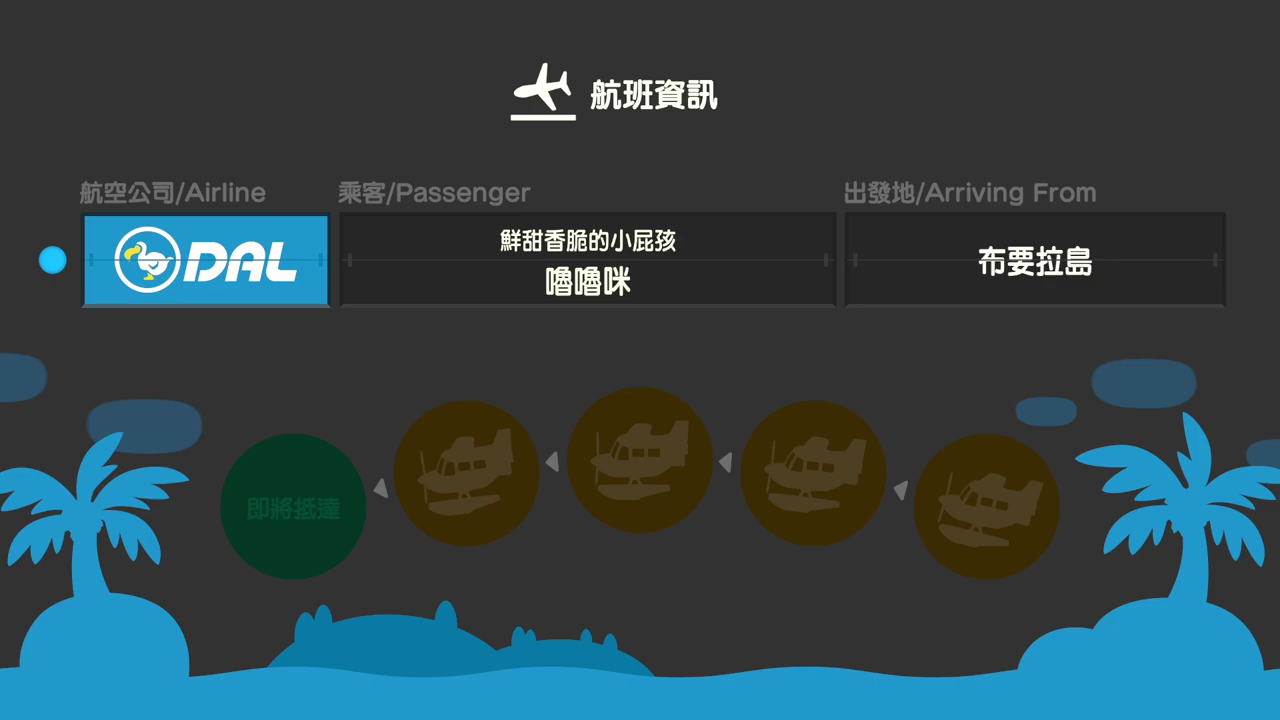 航班資訊
航空公司/Airline
乘客/Passenger
出發地/Arriving From
DAL
鮮甜香脆的小屁孩
嚕嚕咪
布要拉島
即將抵達